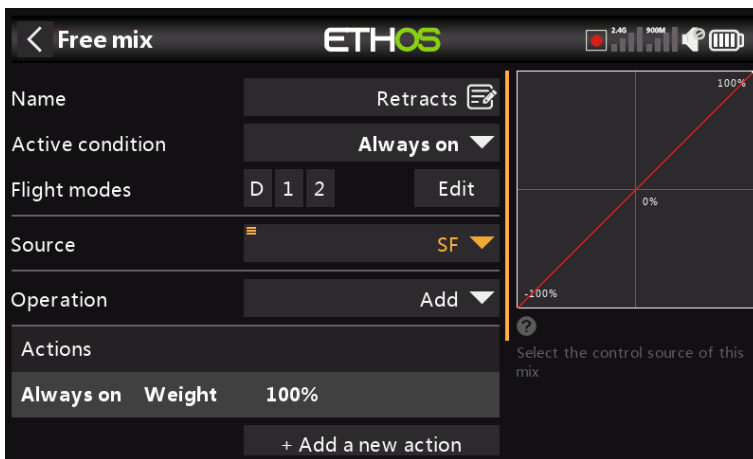 Free mix
ETHOS
2.4G 900M
Name Retracts
Active condition Always on
Flight modes D 1 2 Edit
Source SF
Operation Add
Actions
Always on Weight 100%
+ Add a new action
100%
0%
-100%
?
Select the control source of this
mix